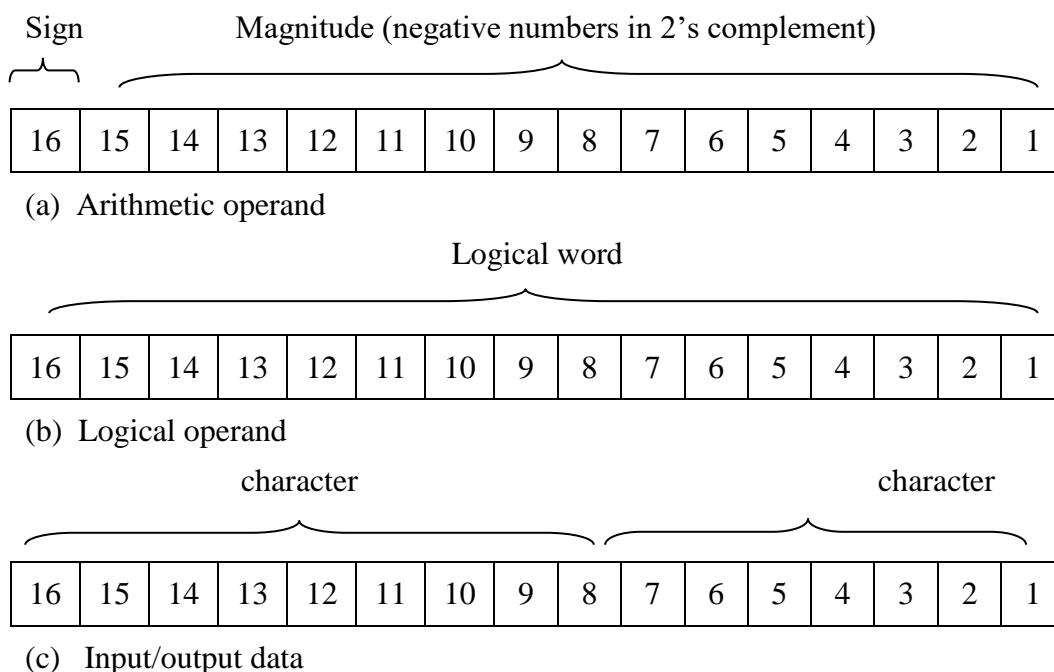 Sign Magnitude (negative numbers in 2’s complement)
16 15 14 13 12 11 10 9 8 7 6 5 4 3 2 1
(a) Arithmetic operand
Logical word
16 15 14 13 12 11 10 9 8 7 6 5 4 3 2 1
(b) Logical operand
character character
16 15 14 13 12 11 10 9 8 7 6 5 4 3 2 1
(c) Input/output data